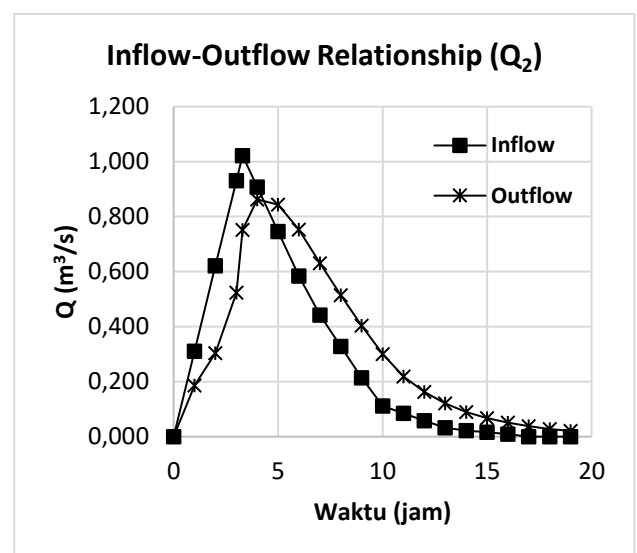 Inflow-Outflow Relationship (Q₂)
1,200
1,000
0,800
0,600
0,400
0,200
0,000
Q (m³/s)
Inflow
Outflow
0
5
10
15
20
Waktu (jam)